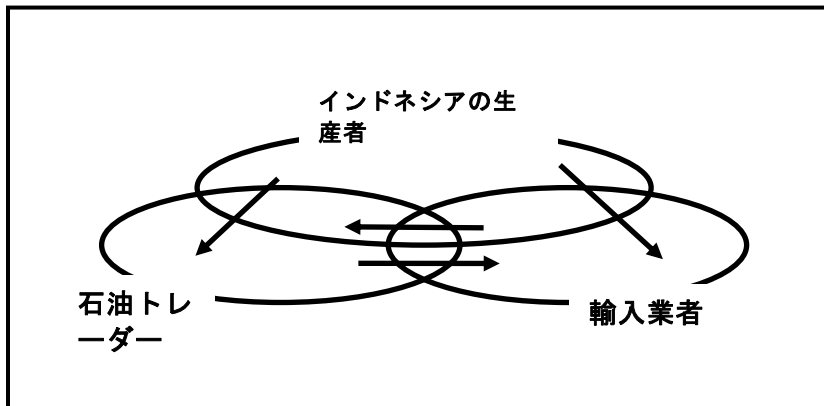 インドネシアの生
産者
石油トレ
ーダー
輸入業者